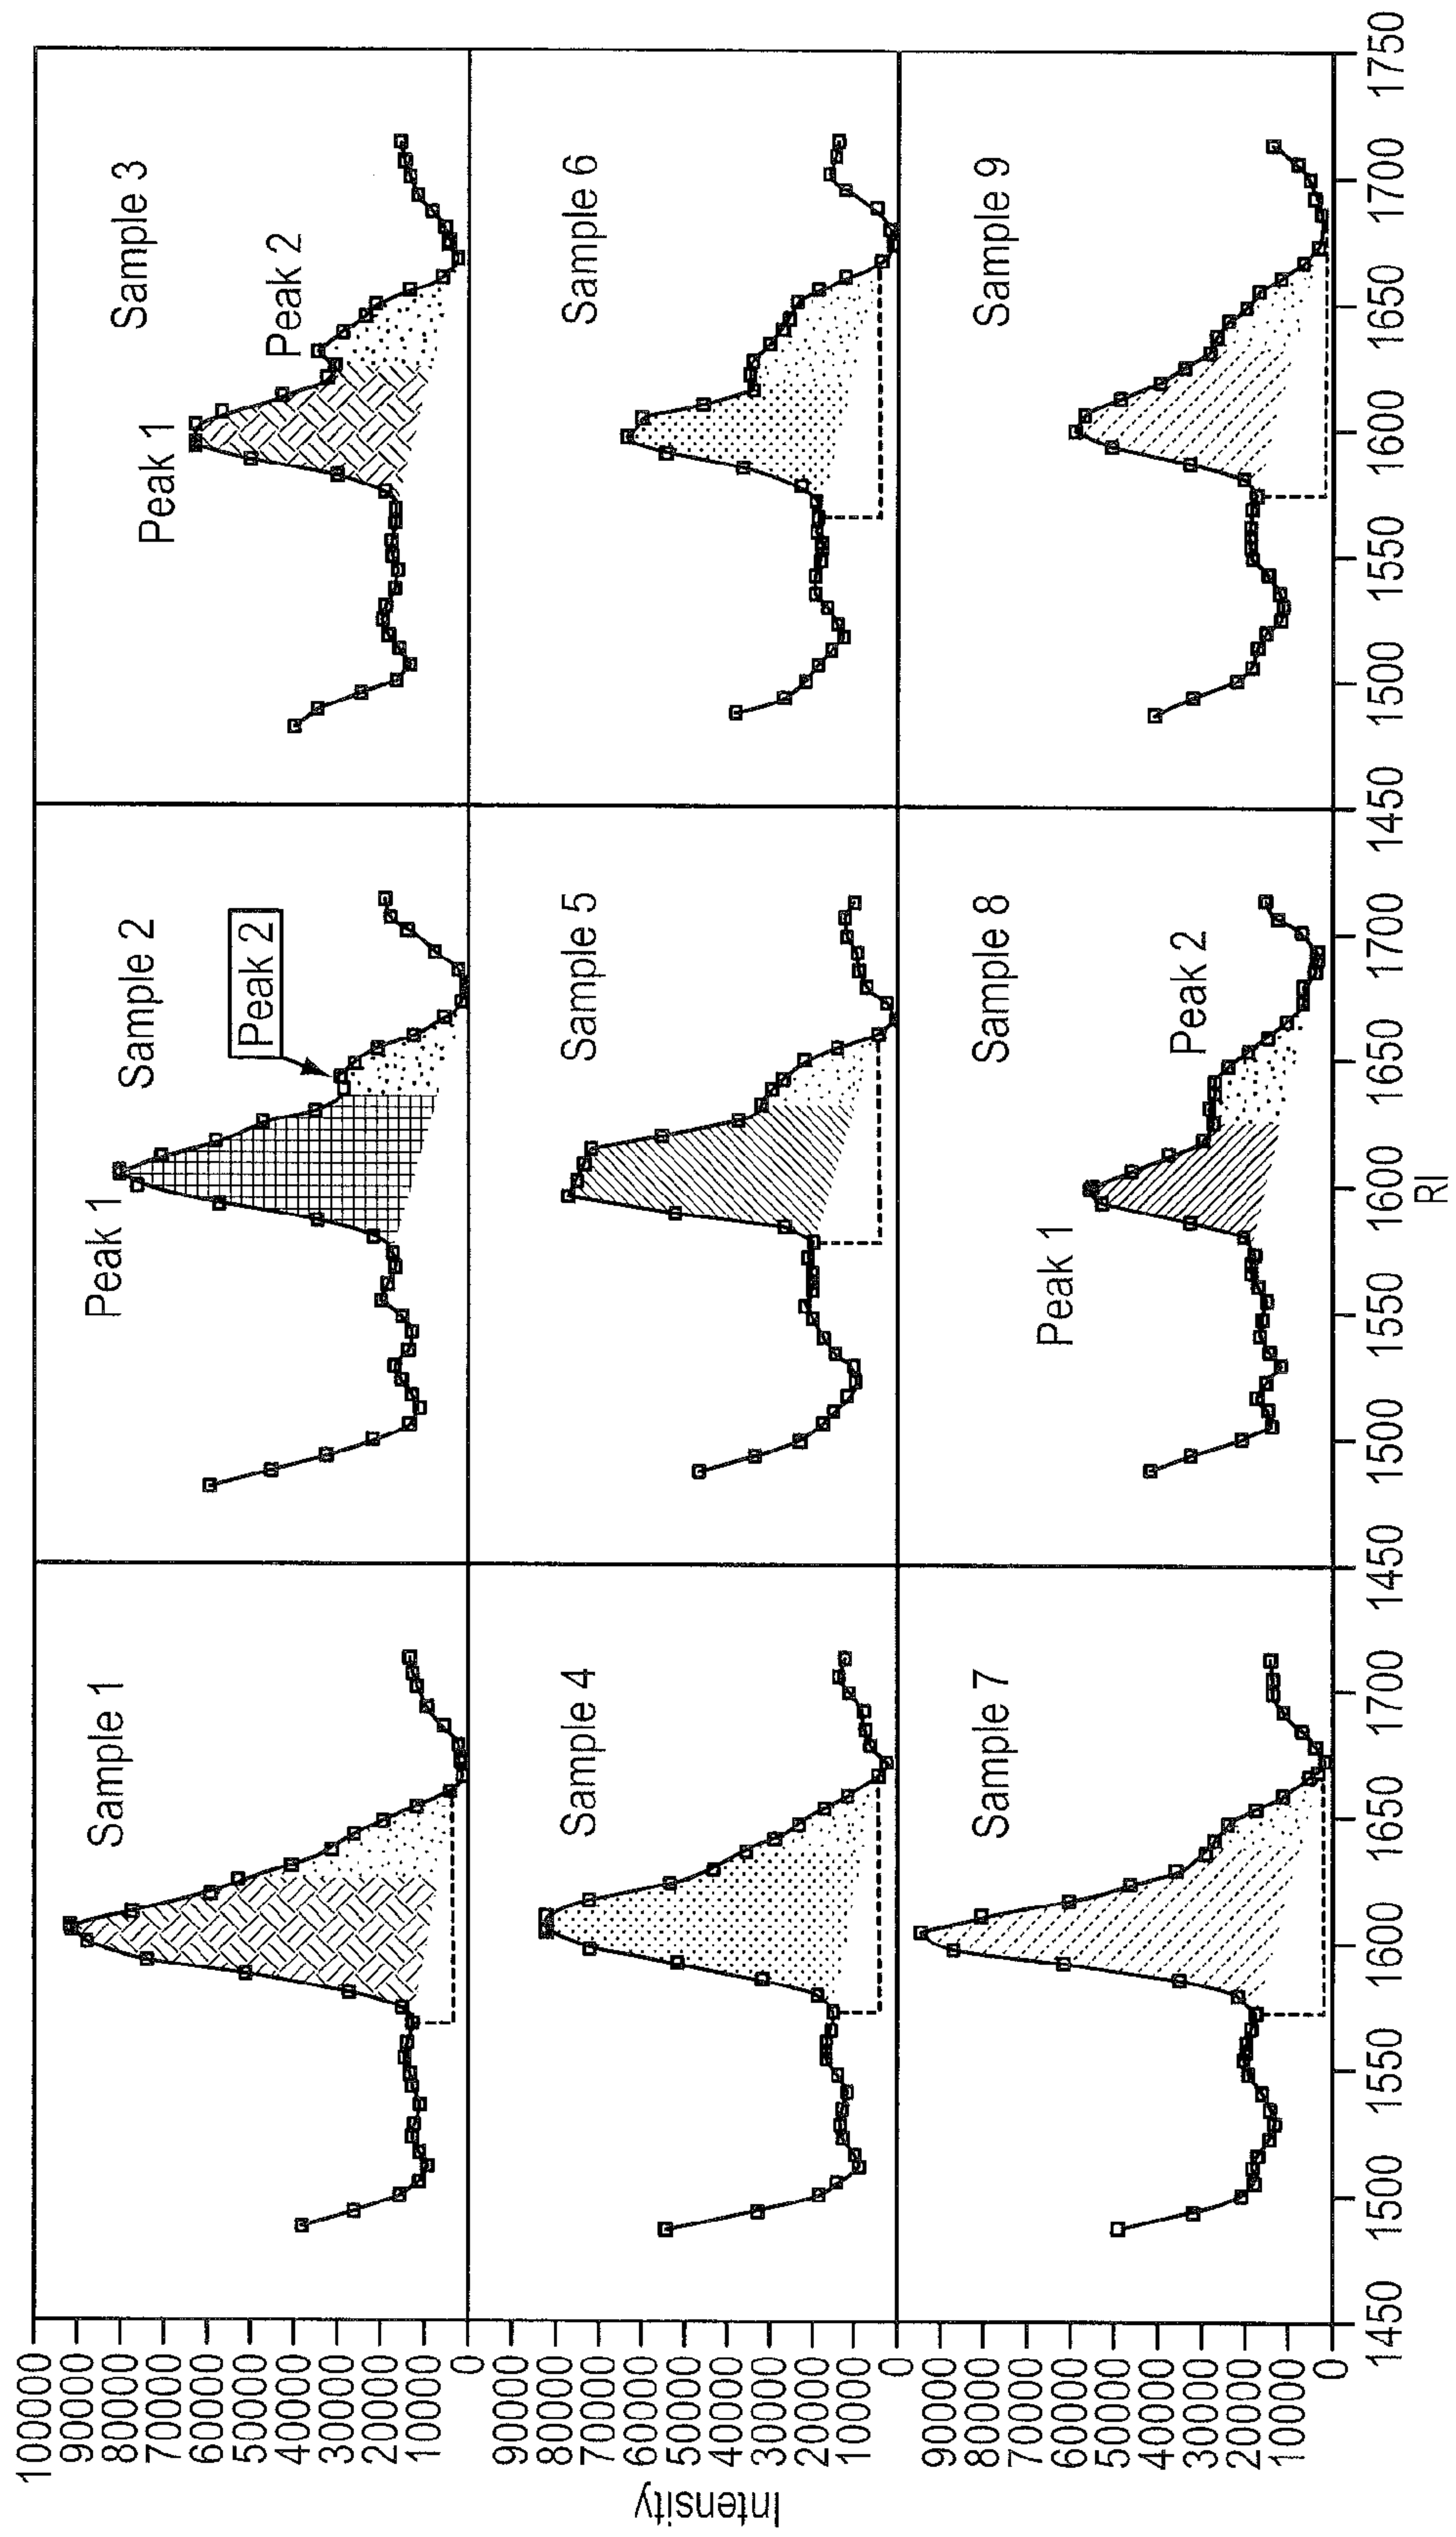 Intensity
100000
90000
80000
70000
60000
50000
40000
30000
20000
10000
0
Sample 1
Peak 1
Sample 2
Peak 2
Peak 1
Sample 3
Peak 2
90000
80000
70000
60000
50000
40000
30000
20000
10000
0
Sample 4
Sample 5
Sample 6
90000
80000
70000
60000
50000
40000
30000
20000
10000
0
Sample 7
Peak 1
Sample 8
Peak 2
Sample 9
1450 1500 1550 1600 1650 1700 1450 1500 1550 1600 1650 1700 1450 1500 1550 1600 1650 1700 1750
RI